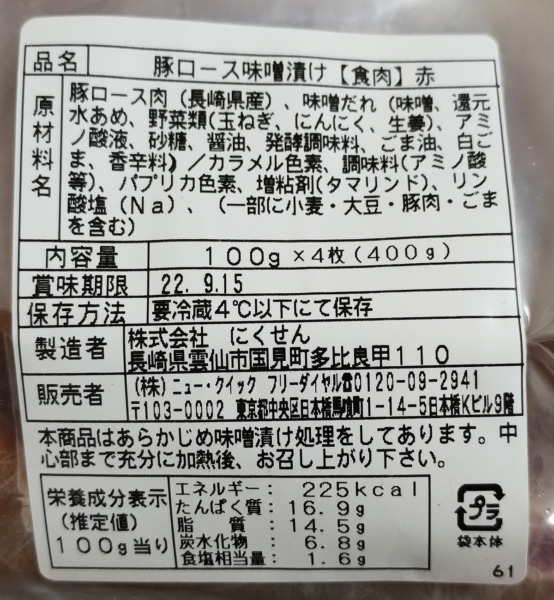 品名 豚ロース味噌漬け【食肉】赤
原材料名
豚ロース肉（長崎県産）、味噌だれ（味噌、還元
水あめ、野菜類(玉ねぎ、にんにく、生姜)、アミ
ノ酸液、砂糖、醤油、発酵調味料、ごま油、白ご
ま、香辛料）／カラメル色素、調味料(アミノ酸
等)、パプリカ色素、増粘剤(タマリンド)、リン
酸塩（Ｎａ）、（一部に小麦・大豆・豚肉・ごま
を含む）
内容量 １００g×４枚（４００g）
賞味期限 22. 9.15
保存方法 要冷蔵４℃以下にて保存
製造者 株式会社 にくせん
長崎県雲仙市国見町多比良甲１１０
販売者 (株) ニュー・クイック フリーダイヤル☎0120-09-2941
〒103-0002 東京都中央区日本橋馬喰町1-14-5日本橋Kビル9階
本商品はあらかじめ味噌漬け処理をしてあります。中
心部まで充分に加熱後、お召し上がり下さい。
栄養成分表示
(推定値)
１００g当り
エネルギー： 225kcal
たんぱく質：16.9g
脂質：14.5g
炭水化物： 6.8g
食塩相当量： 1.6g
プラ
袋本体
61